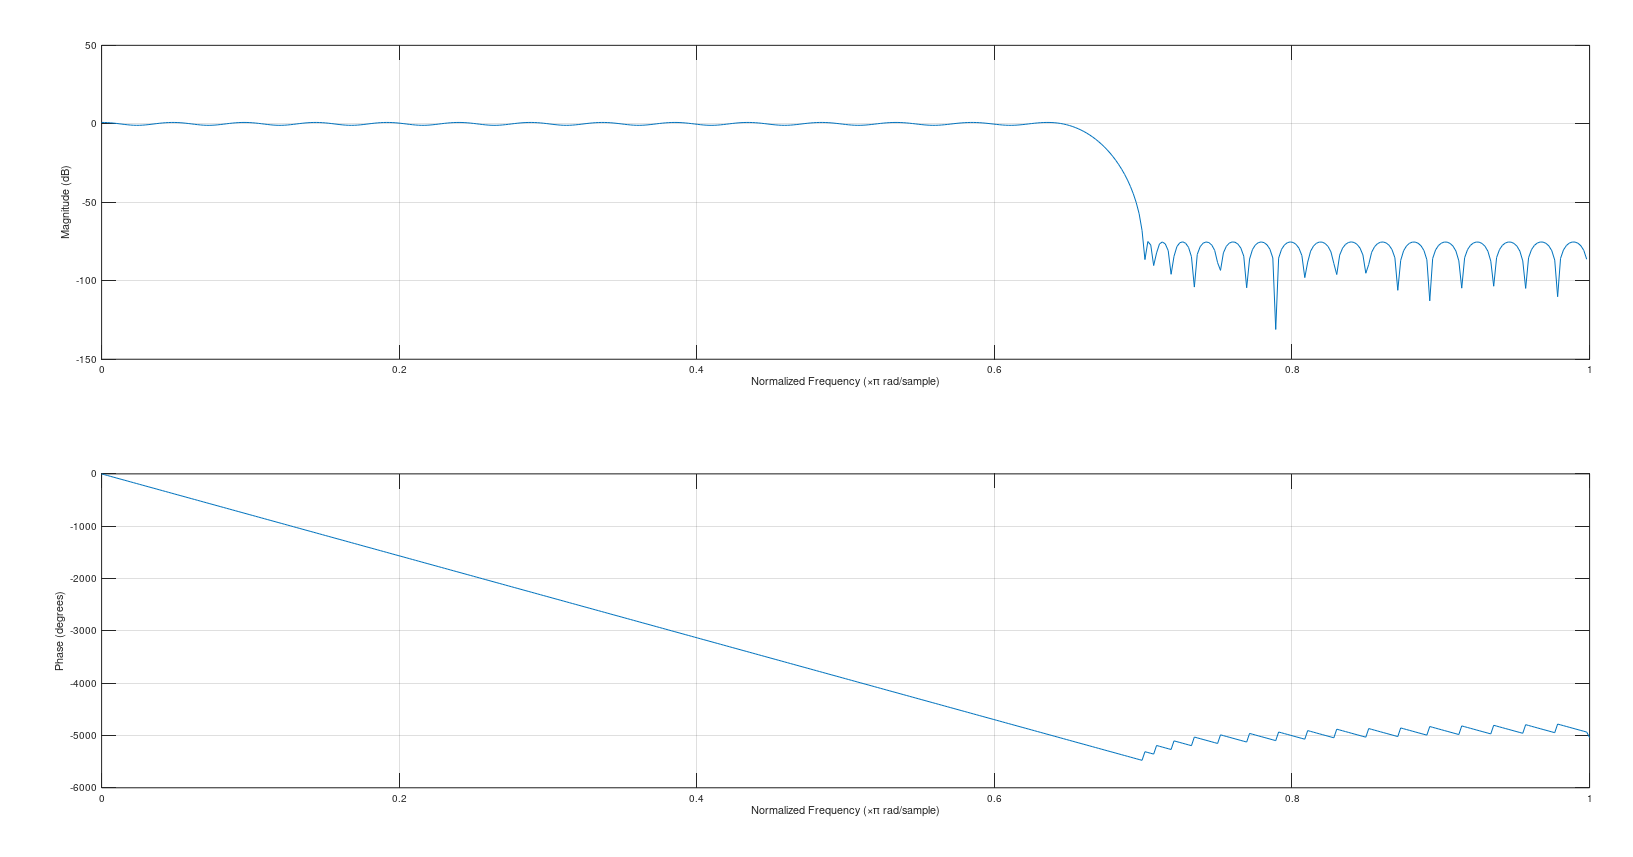 50
0
-50
-100
-150
Magnitude (dB)
0 0.2 0.4 0.6 0.8 1
Normalized Frequency (×π rad/sample)
0
-1000
-2000
-3000
-4000
-5000
-6000
Phase (degrees)
0 0.2 0.4 0.6 0.8 1
Normalized Frequency (×π rad/sample)